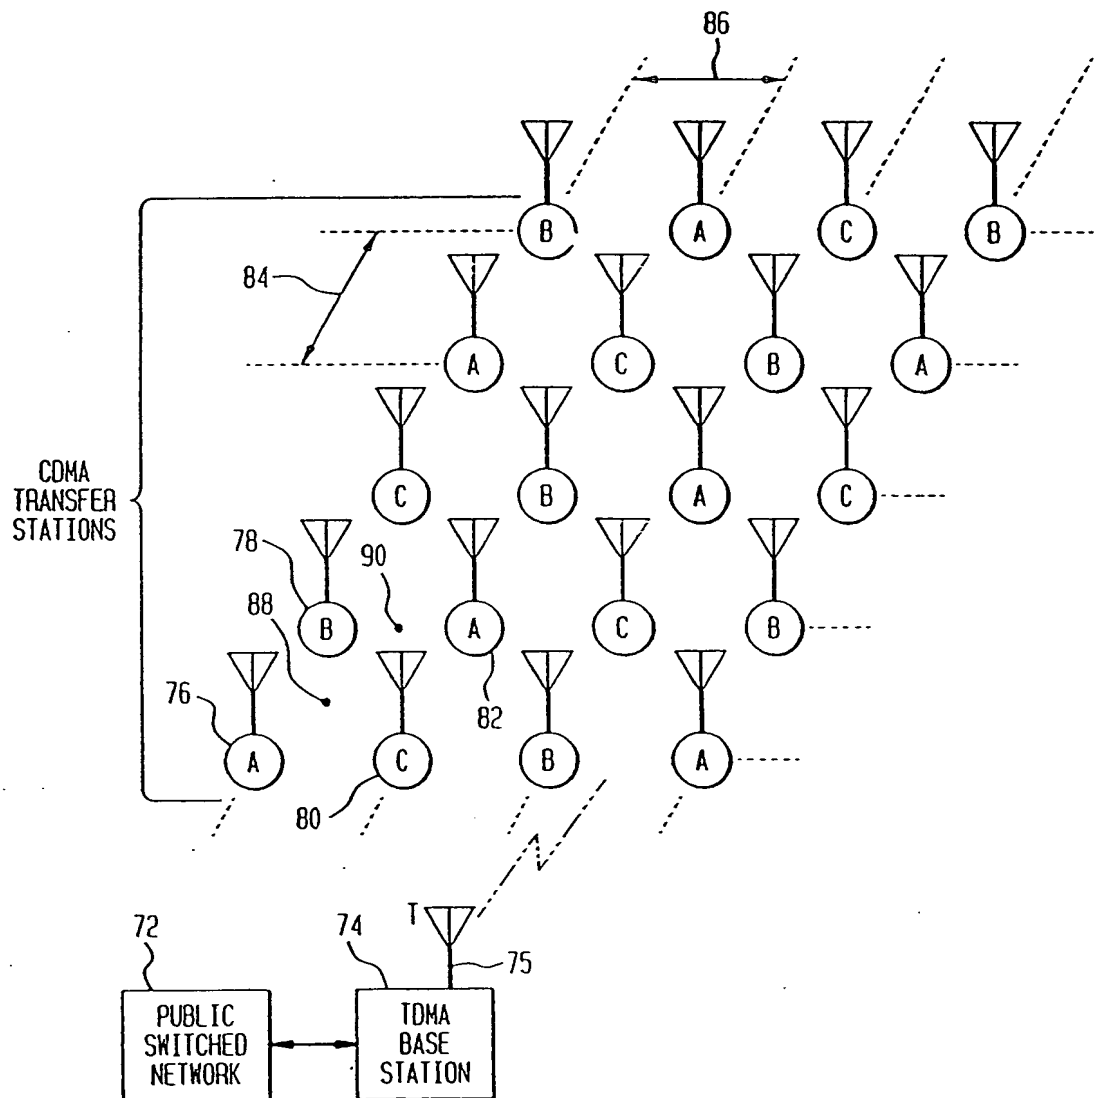 86
B A C B
84
A C B A
CDMA
TRANSFER
STATIONS
C B A C
78
90
88
B A C B
76
82
A C B A
80
T
72
74
75
PUBLIC
SWITCHED
NETWORK
TDMA
BASE
STATION